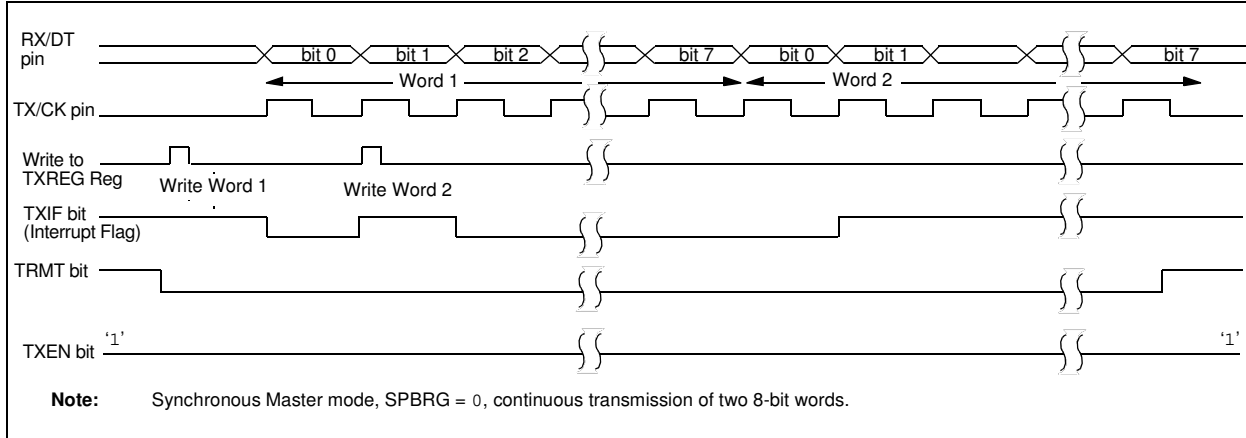 RX/DT
pin
bit 0 bit 1 bit 2 bit 7 bit 0 bit 1 bit 7
Word 1 Word 2
TX/CK pin
Write to
TXREG Reg
Write Word 1 Write Word 2
TXIF bit
(Interrupt Flag)
TRMT bit
‘1’ ‘1’
TXEN bit
Note: Synchronous Master mode, SPBRG = 0, continuous transmission of two 8-bit words.